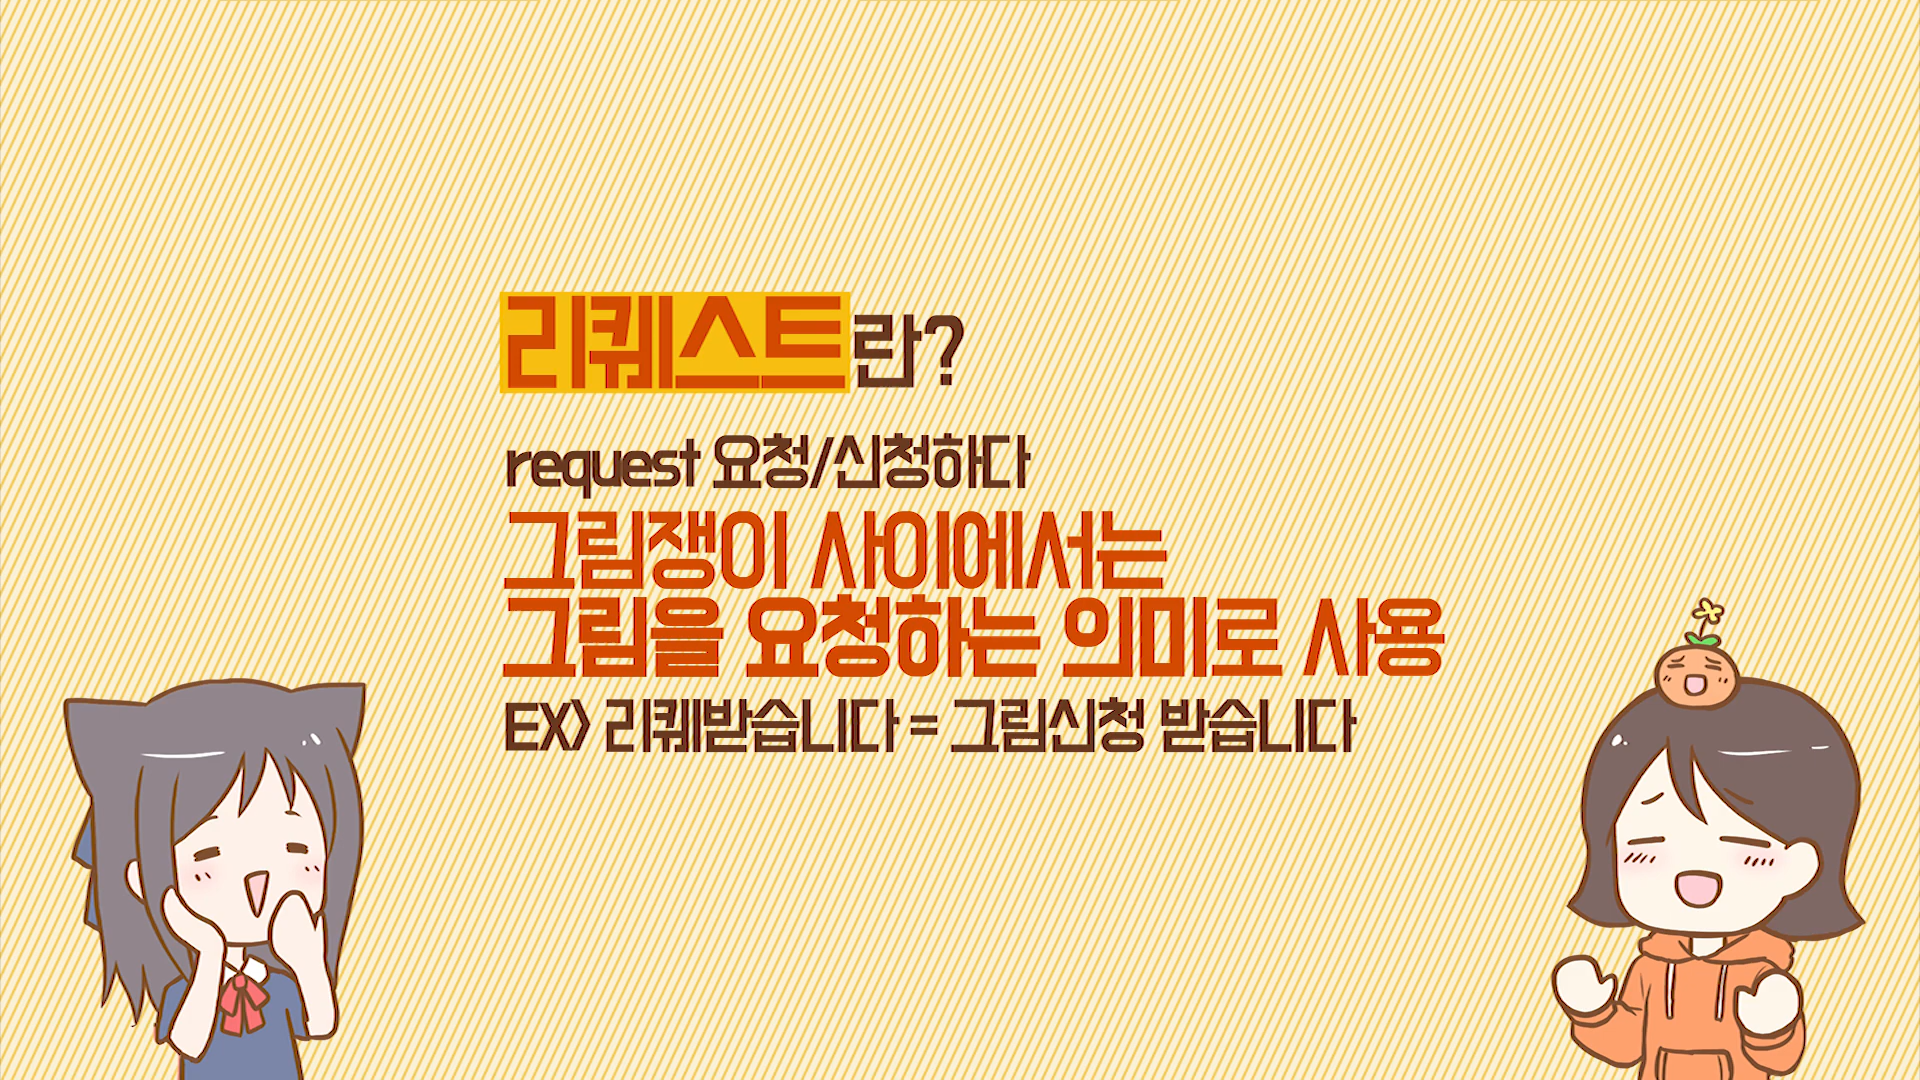 리퀘스트란?
request 요청/신청하다
그림쟁이 사이에서는
그림을 요청하는 의미로 사용
EX> 리퀘받습니다 = 그림신청 받습니다